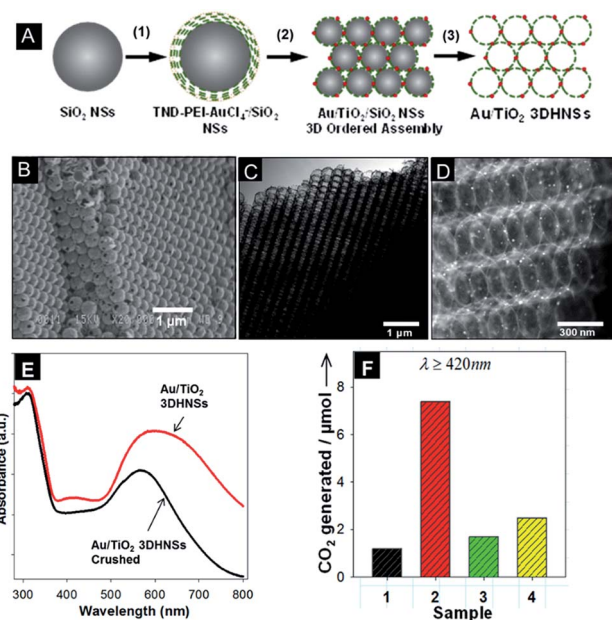 A
(1)
(2)
(3)
SiO₂ NSs
TND-PEI-AuCl₄⁻/SiO₂
NSs
Au/TiO₂/SiO₂ NSs
3D Ordered Assembly
Au/TiO₂ 3DHNSs
B
1 µm
C
1 µm
D
300 nm
E
Absorbance (a.u.)
Au/TiO₂
3DHNSs
Au/TiO₂ 3DHNSs
Crushed
300 400 500 600 700 800
Wavelength (nm)
F
λ ≥ 420nm
CO₂ generated / µmol
8
6
4
2
0
1 2 3 4
Sample